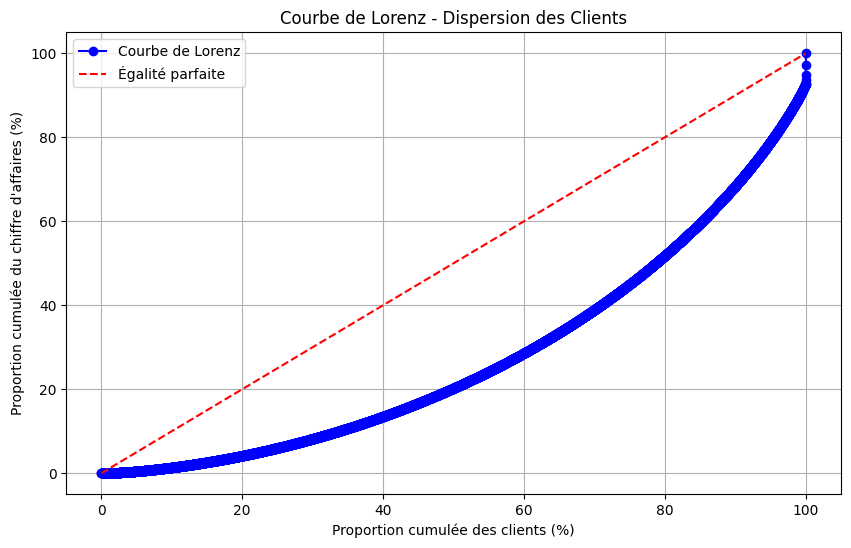 Courbe de Lorenz - Dispersion des Clients
Courbe de Lorenz
Égalité parfaite
Proportion cumulée du chiffre d'affaires (%)
100
80
60
40
20
0
0 20 40 60 80 100
Proportion cumulée des clients (%)